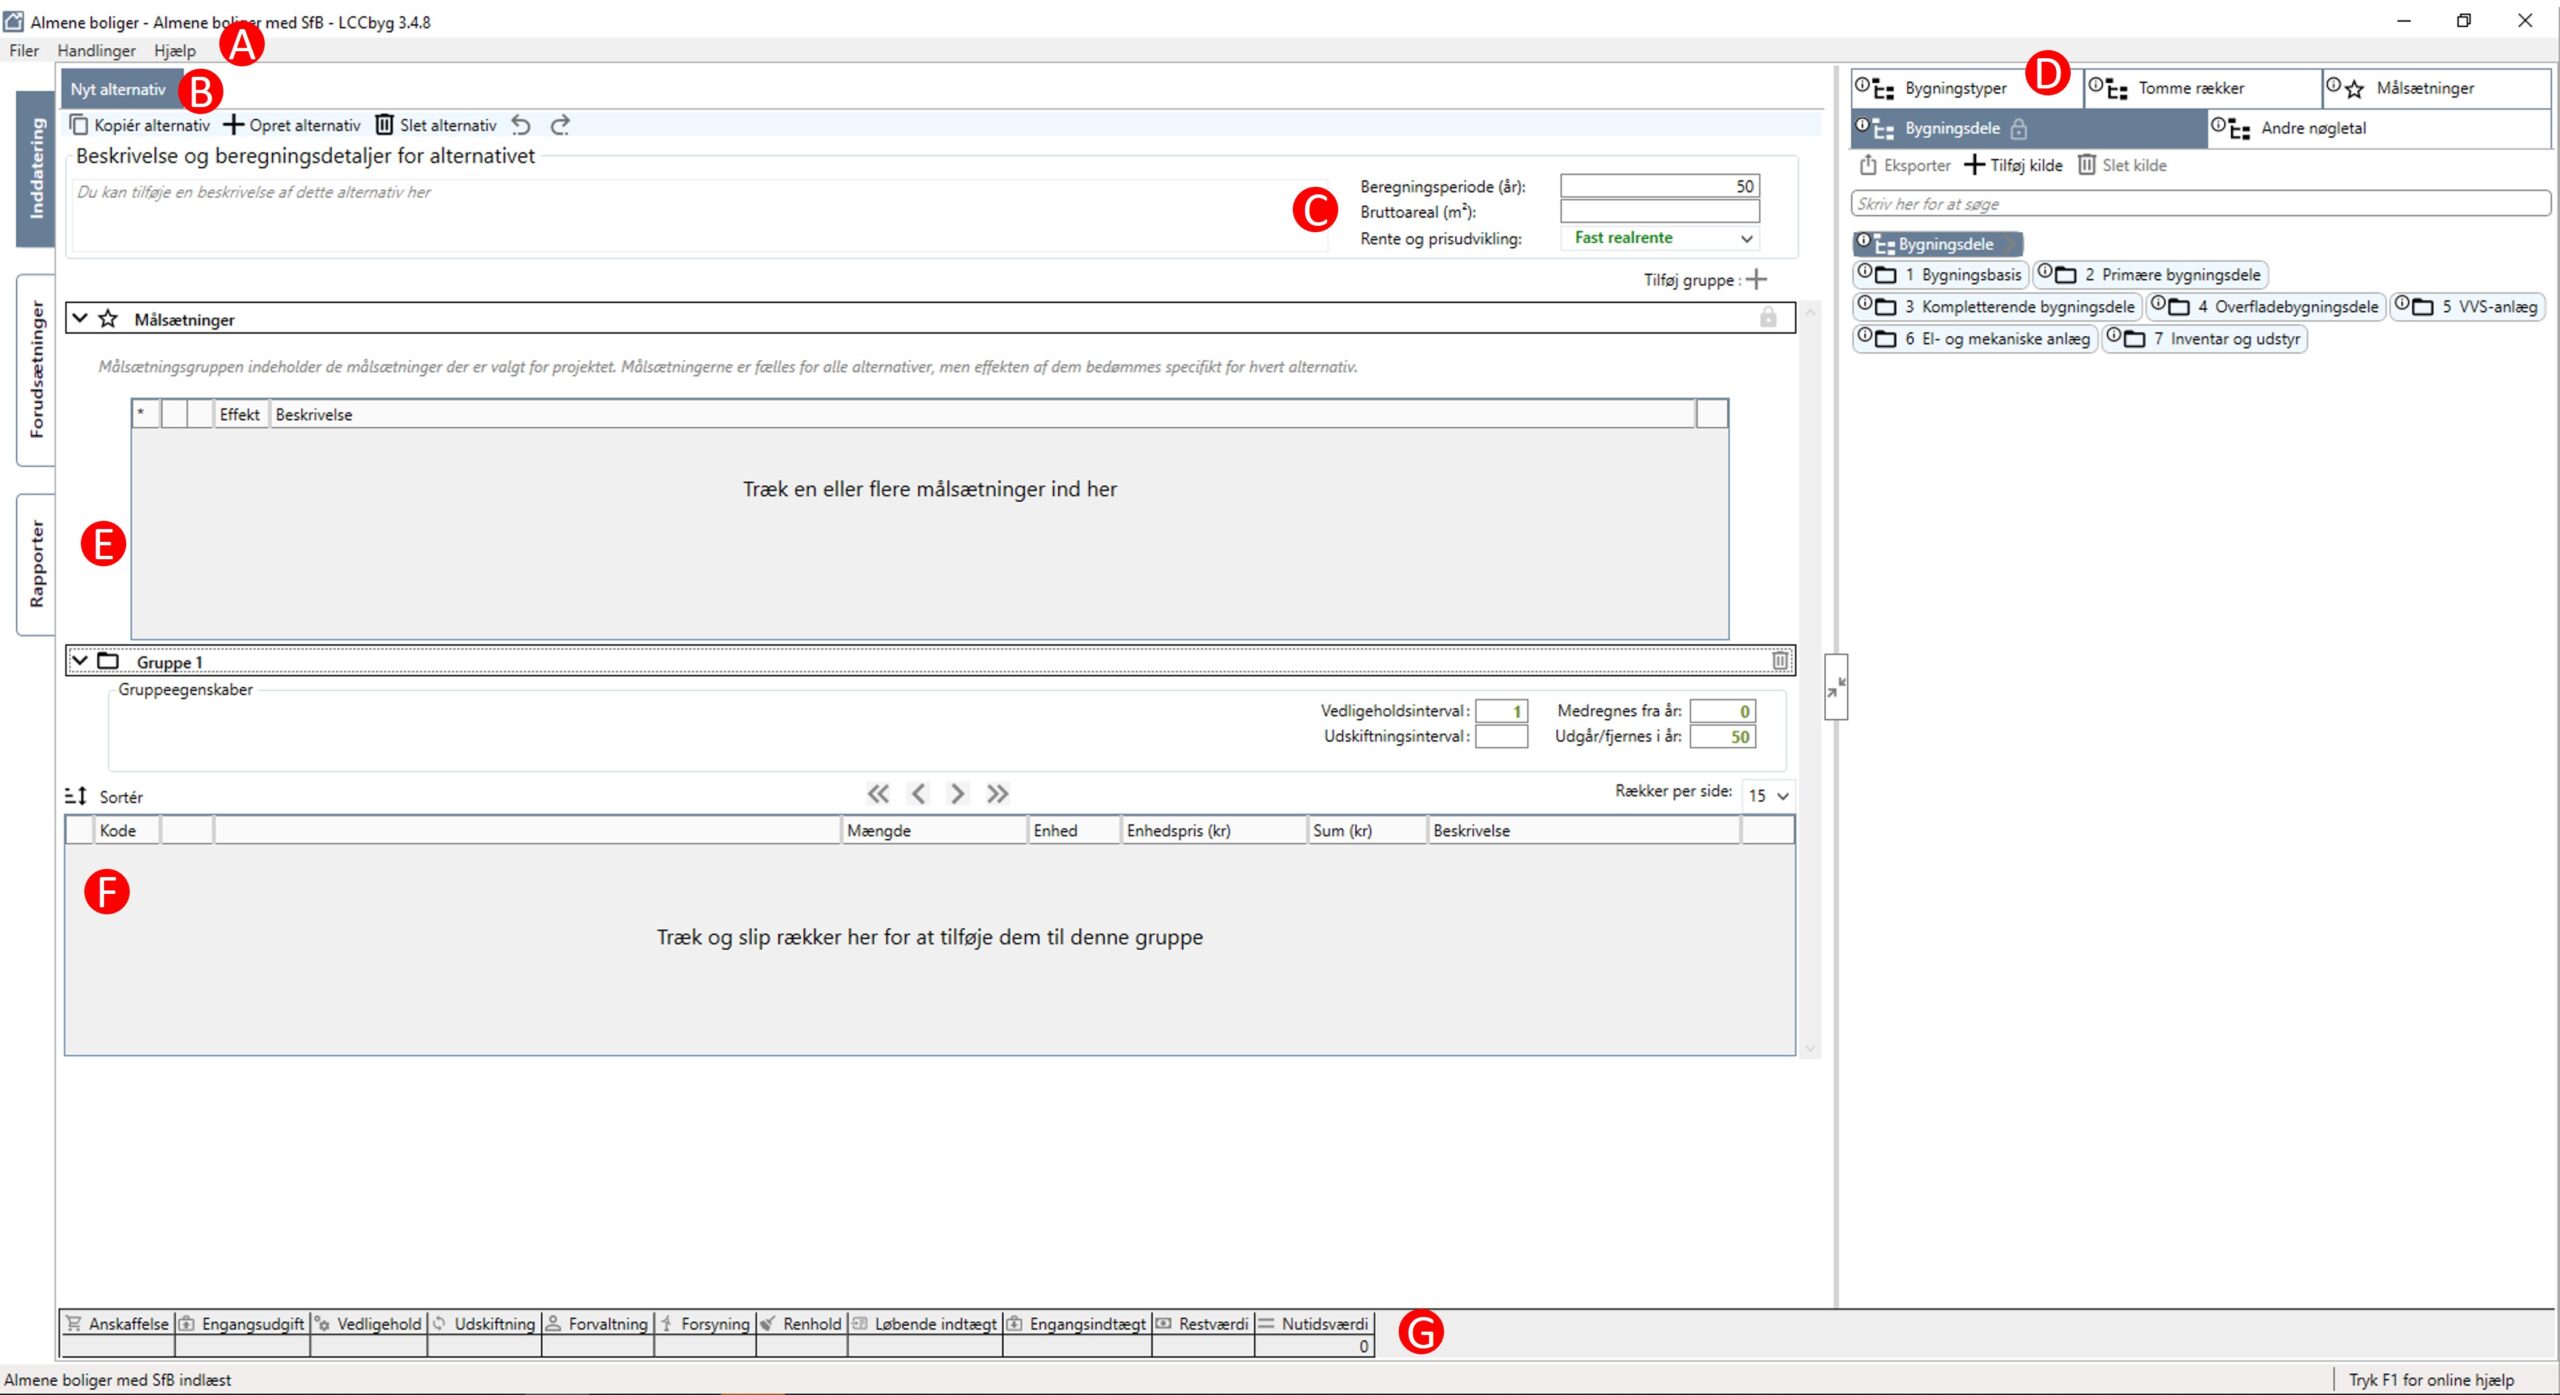 Almene boliger - Almene boliger med SfB - LCCbyg 3.4.8
Filer Handlinger Hjælp A
Nyt alternativ B
Kopiér alternativ Opret alternativ Slet alternativ
Beskrivelse og beregningsdetaljer for alternativet
Du kan tilføje en beskrivelse af dette alternativ her
C
Beregningsperiode (år): 50
Bruttoareal (m²):
Rente og prisudvikling: Fast realrente
Tilføj gruppe :
Inddatering
Forudsætninger
Rapporter
Målsætninger
Målsætningsgruppen indeholder de målsætninger der er valgt for projektet. Målsætningerne er fælles for alle alternativer, men effekten af dem bedømmes specifikt for hvert alternativ.
* Effekt Beskrivelse
Træk en eller flere målsætninger ind her
E
Gruppe 1
Gruppeegenskaber
Vedligeholdsinterval: 1 Medregnes fra år: 0
Udskiftningsinterval: Udgår/fjernes i år: 50
Sortér Rækker per side: 15
Kode Mængde Enhed Enhedspris (kr) Sum (kr) Beskrivelse
F
Træk og slip rækker her for at tilføje dem til denne gruppe
D
Bygningstyper Tomme rækker Målsætninger
Bygningsdele Andre nøgletal
Eksporter Tilføj kilde Slet kilde
Skriv her for at søge
Bygningsdele
1 Bygningsbasis 2 Primære bygningsdele
3 Kompletterende bygningsdele 4 Overfladebygningsdele 5 VVS-anlæg
6 El- og mekaniske anlæg 7 Inventar og udstyr
Anskaffelse Engangsudgift Vedligehold Udskiftning Forvaltning Forsyning Renhold Løbende indtægt Engangsindtægt Restværdi Nutidsværdi G
0
Almene boliger med SfB indlæst Tryk F1 for online hjælp